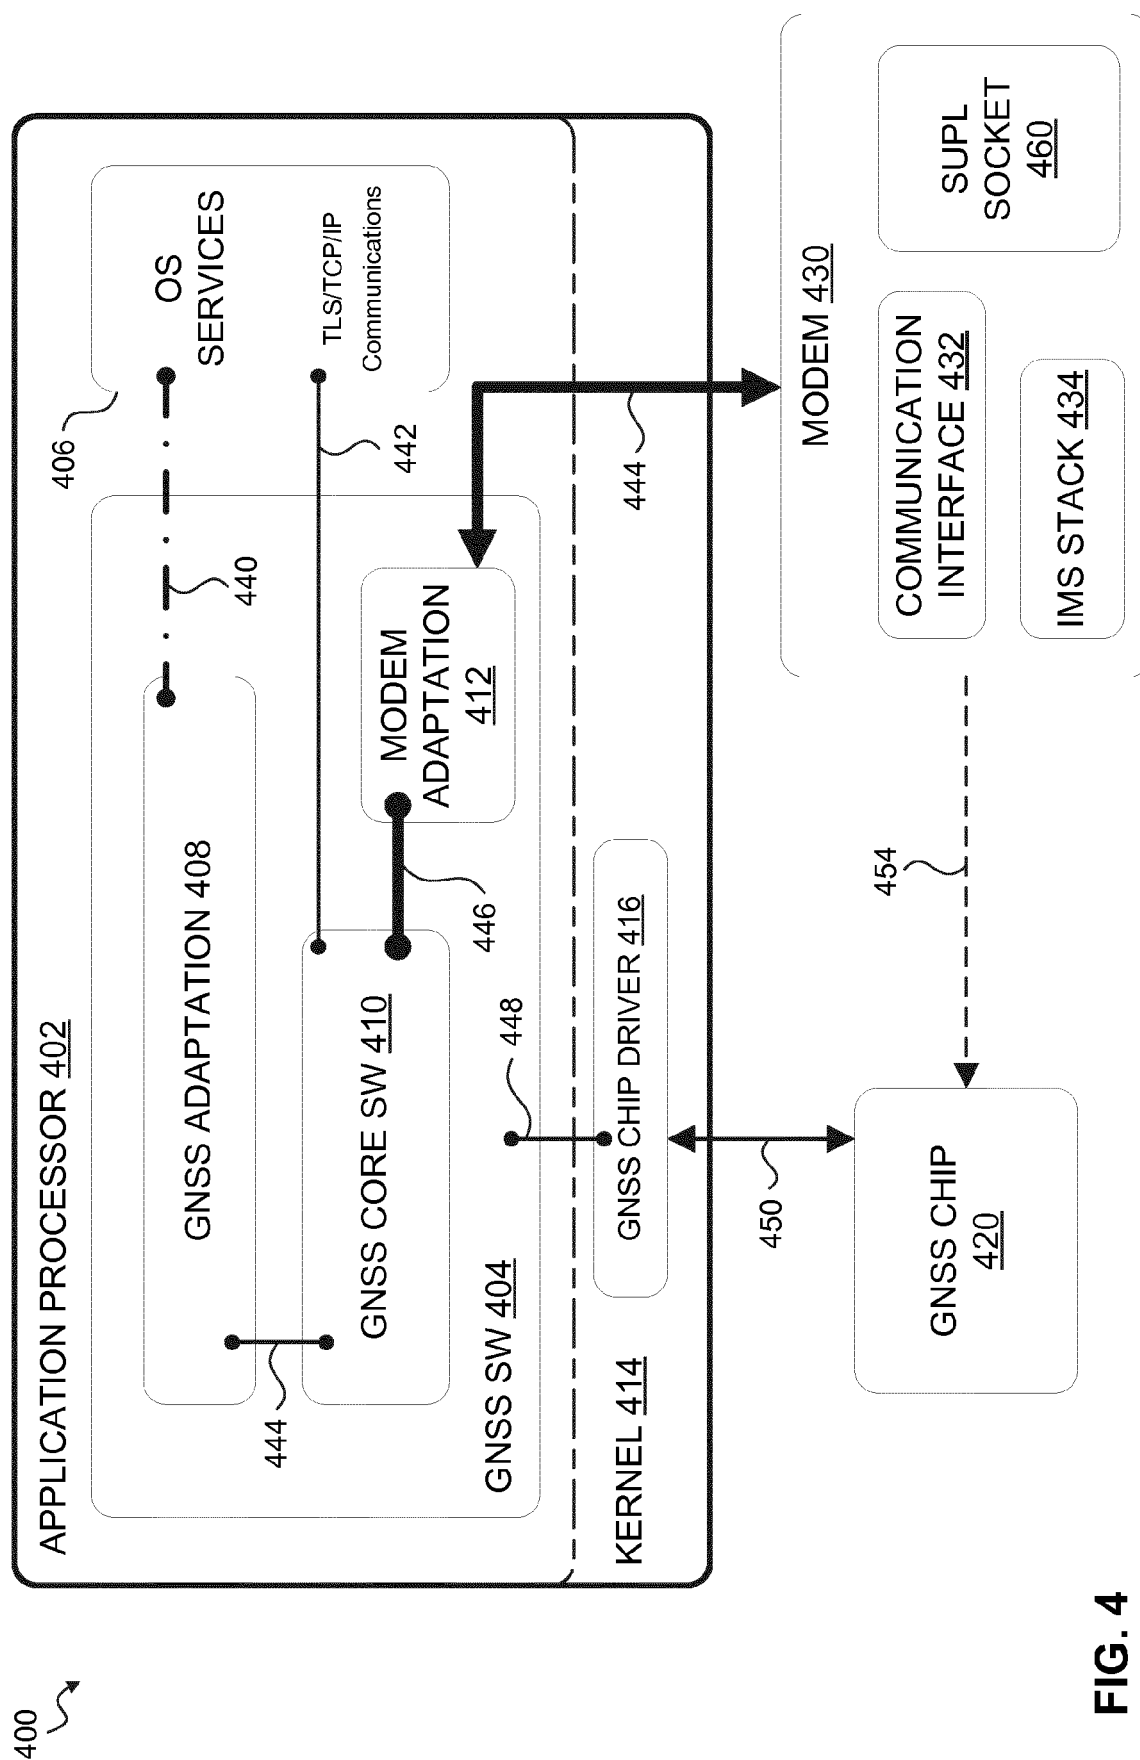 400
APPLICATION PROCESSOR 402
406
OS
SERVICES
440
GNSS ADAPTATION 408
TLS/TCP/IP
Communications
442
444
GNSS CORE SW 410
446
MODEM
ADAPTATION
412
GNSS SW 404
448
444
KERNEL 414
GNSS CHIP DRIVER 416
450
MODEM 430
COMMUNICATION
INTERFACE 432
IMS STACK 434
SUPL
SOCKET
460
454
GNSS CHIP
420
FIG. 4